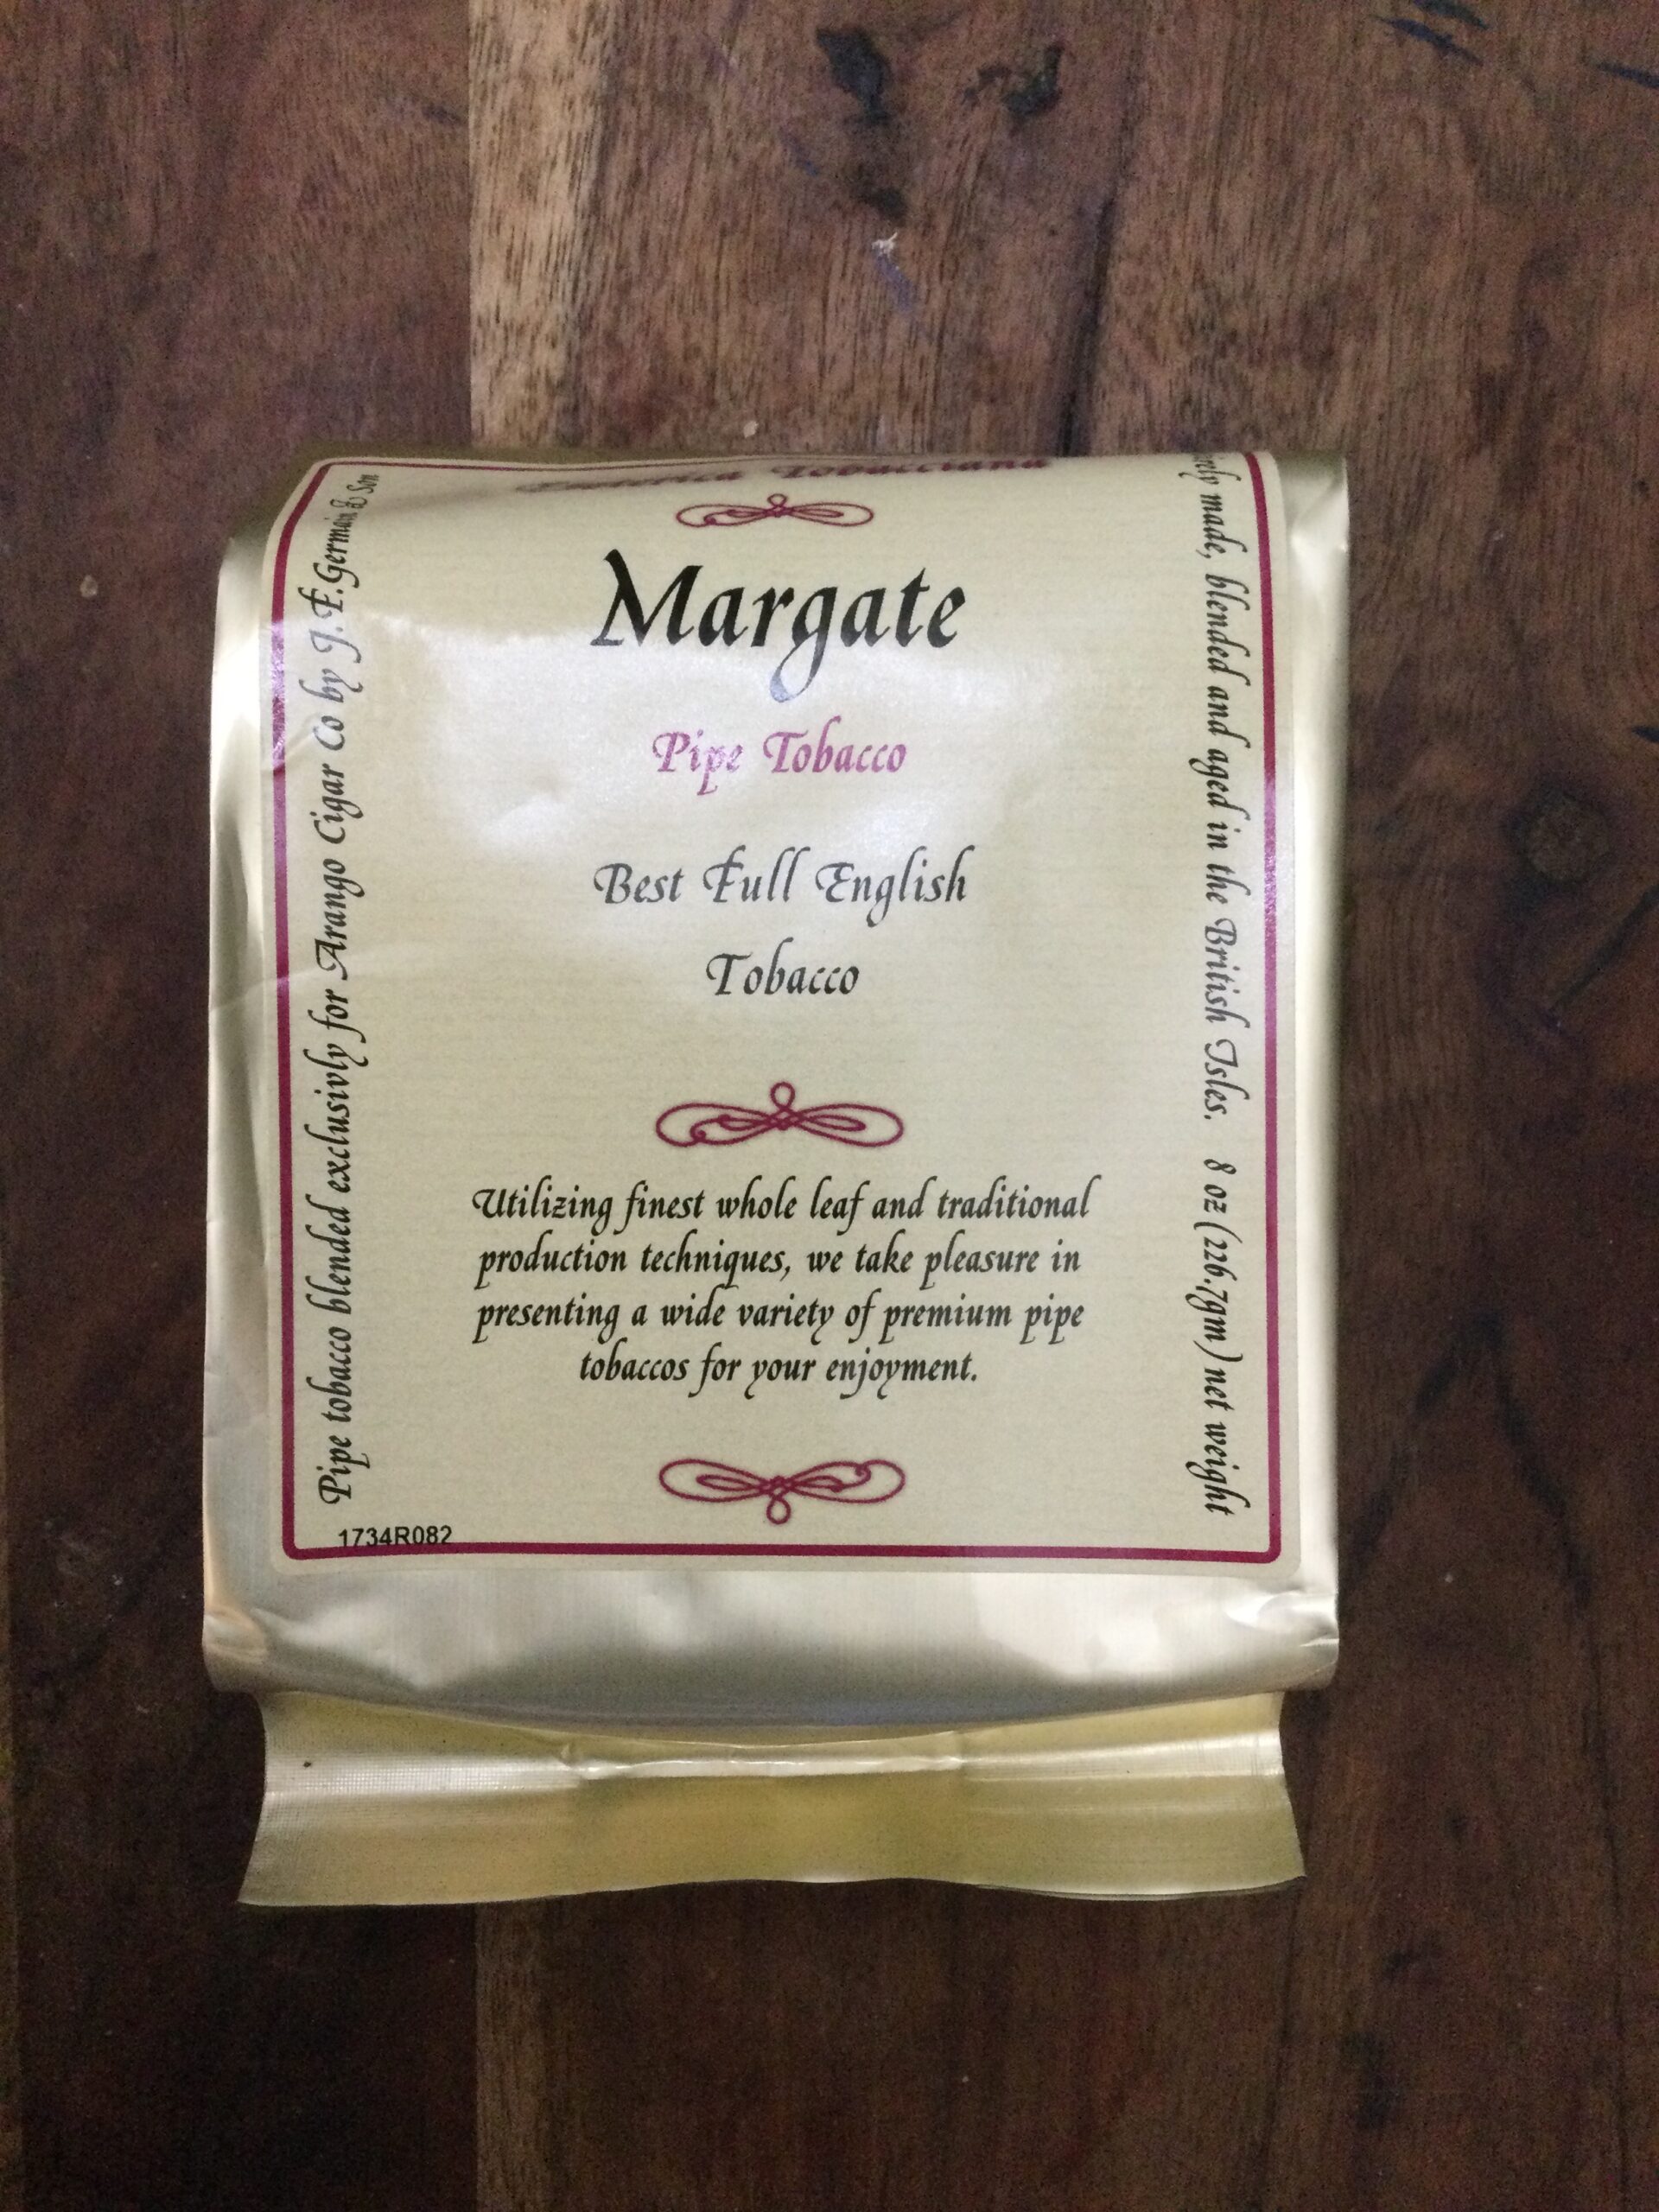 Esoterica Tobacciana
Margate
Pipe Tobacco
Best Full English
Tobacco
Utilizing finest whole leaf and traditional
production techniques, we take pleasure in
presenting a wide variety of premium pipe
tobaccos for your enjoyment.
Pipe tobacco blended exclusivly for Arango Cigar Co by J.F.Germain & Son
made, blended and aged in the British Isles. 8 oz (226.7gm) net weight
1734R082